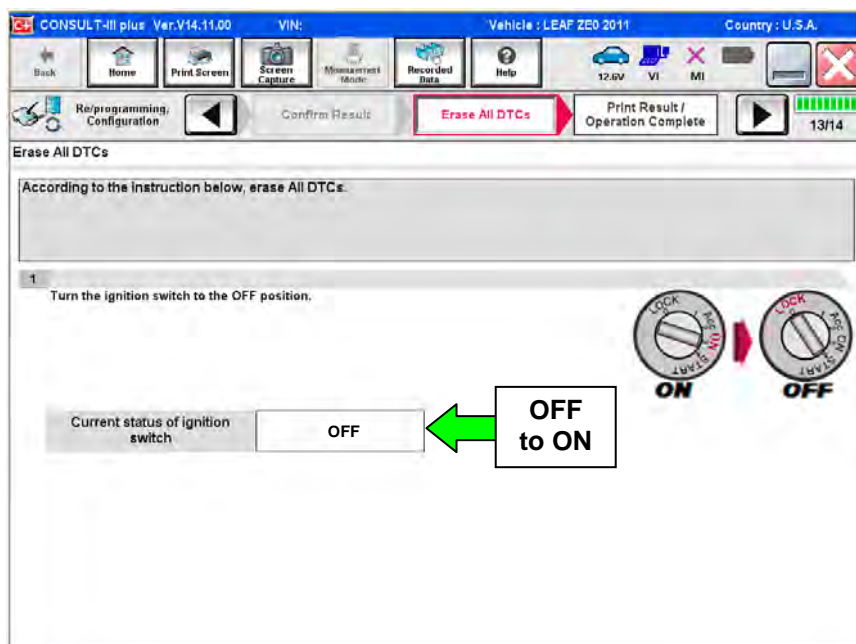 C+ CONSULT-III plus Ver.V14.11.00 VIN: Vehicle : LEAF ZE0 2011 Country : U.S.A.
Back
Home
Print Screen
Screen Capture
Measurement Mode
Recorded Data
Help
12.6V
VI
MI
Re/programming, Configuration
Confirm Result
Erase All DTCs
Print Result / Operation Complete
13/14
Erase All DTCs
According to the instruction below, erase All DTCs.
1
Turn the ignition switch to the OFF position.
LOCK Acc ON START
ON
LOCK Acc ON START
OFF
Current status of ignition
switch
OFF
OFF
to ON